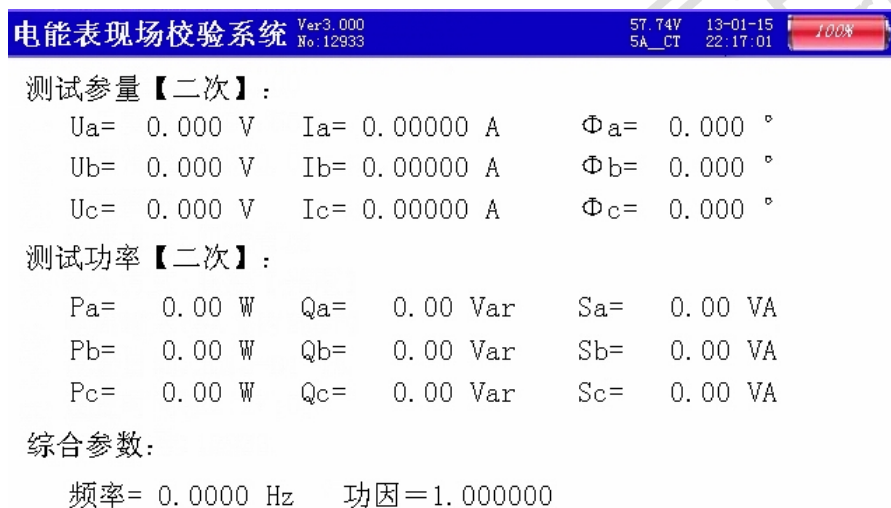 电能表现场校验系统 Ver3.000 No:12933 57.74V 5A__CT 13-01-15 22:17:01 100%
测试参量【二次】:
Ua= 0.000 V Ia= 0.00000 A Φa= 0.000 °
Ub= 0.000 V Ib= 0.00000 A Φb= 0.000 °
Uc= 0.000 V Ic= 0.00000 A Φc= 0.000 °
测试功率【二次】:
Pa= 0.00 W Qa= 0.00 Var Sa= 0.00 VA
Pb= 0.00 W Qb= 0.00 Var Sb= 0.00 VA
Pc= 0.00 W Qc= 0.00 Var Sc= 0.00 VA
综合参数:
频率= 0.0000 Hz 功因=1.000000